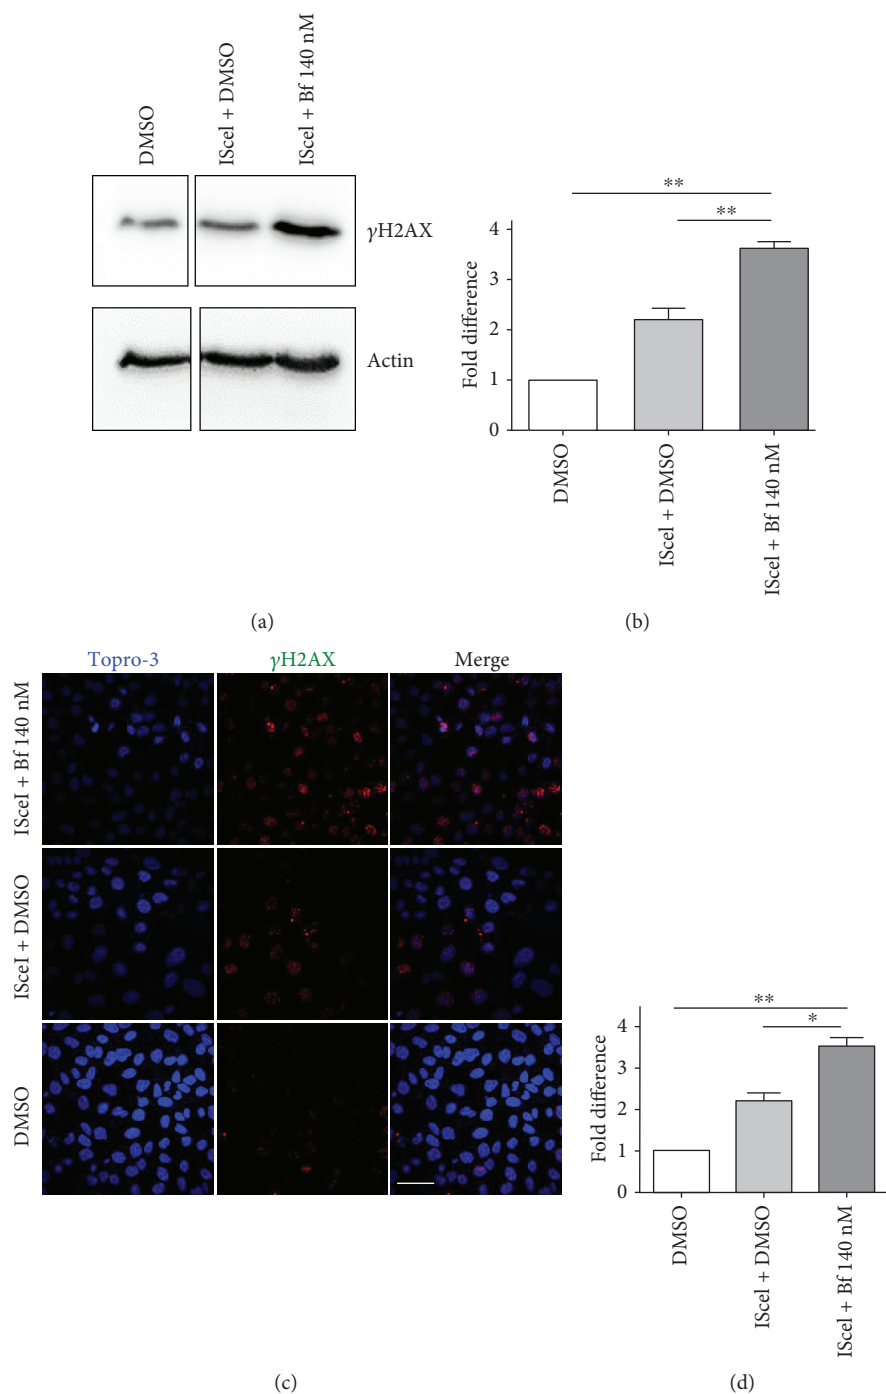 DMSO
ISceI + DMSO
ISceI + Bf 140 nM
γH2AX
Actin
(a)
**
**
Fold difference
4
3
2
1
0
DMSO
ISceI + DMSO
ISceI + Bf 140 nM
(b)
Topro-3 γH2AX Merge
ISceI + Bf 140 nM
ISceI + DMSO
DMSO
(c)
**
*
Fold difference
4
3
2
1
0
DMSO
ISceI + DMSO
ISceI + Bf 140 nM
(d)